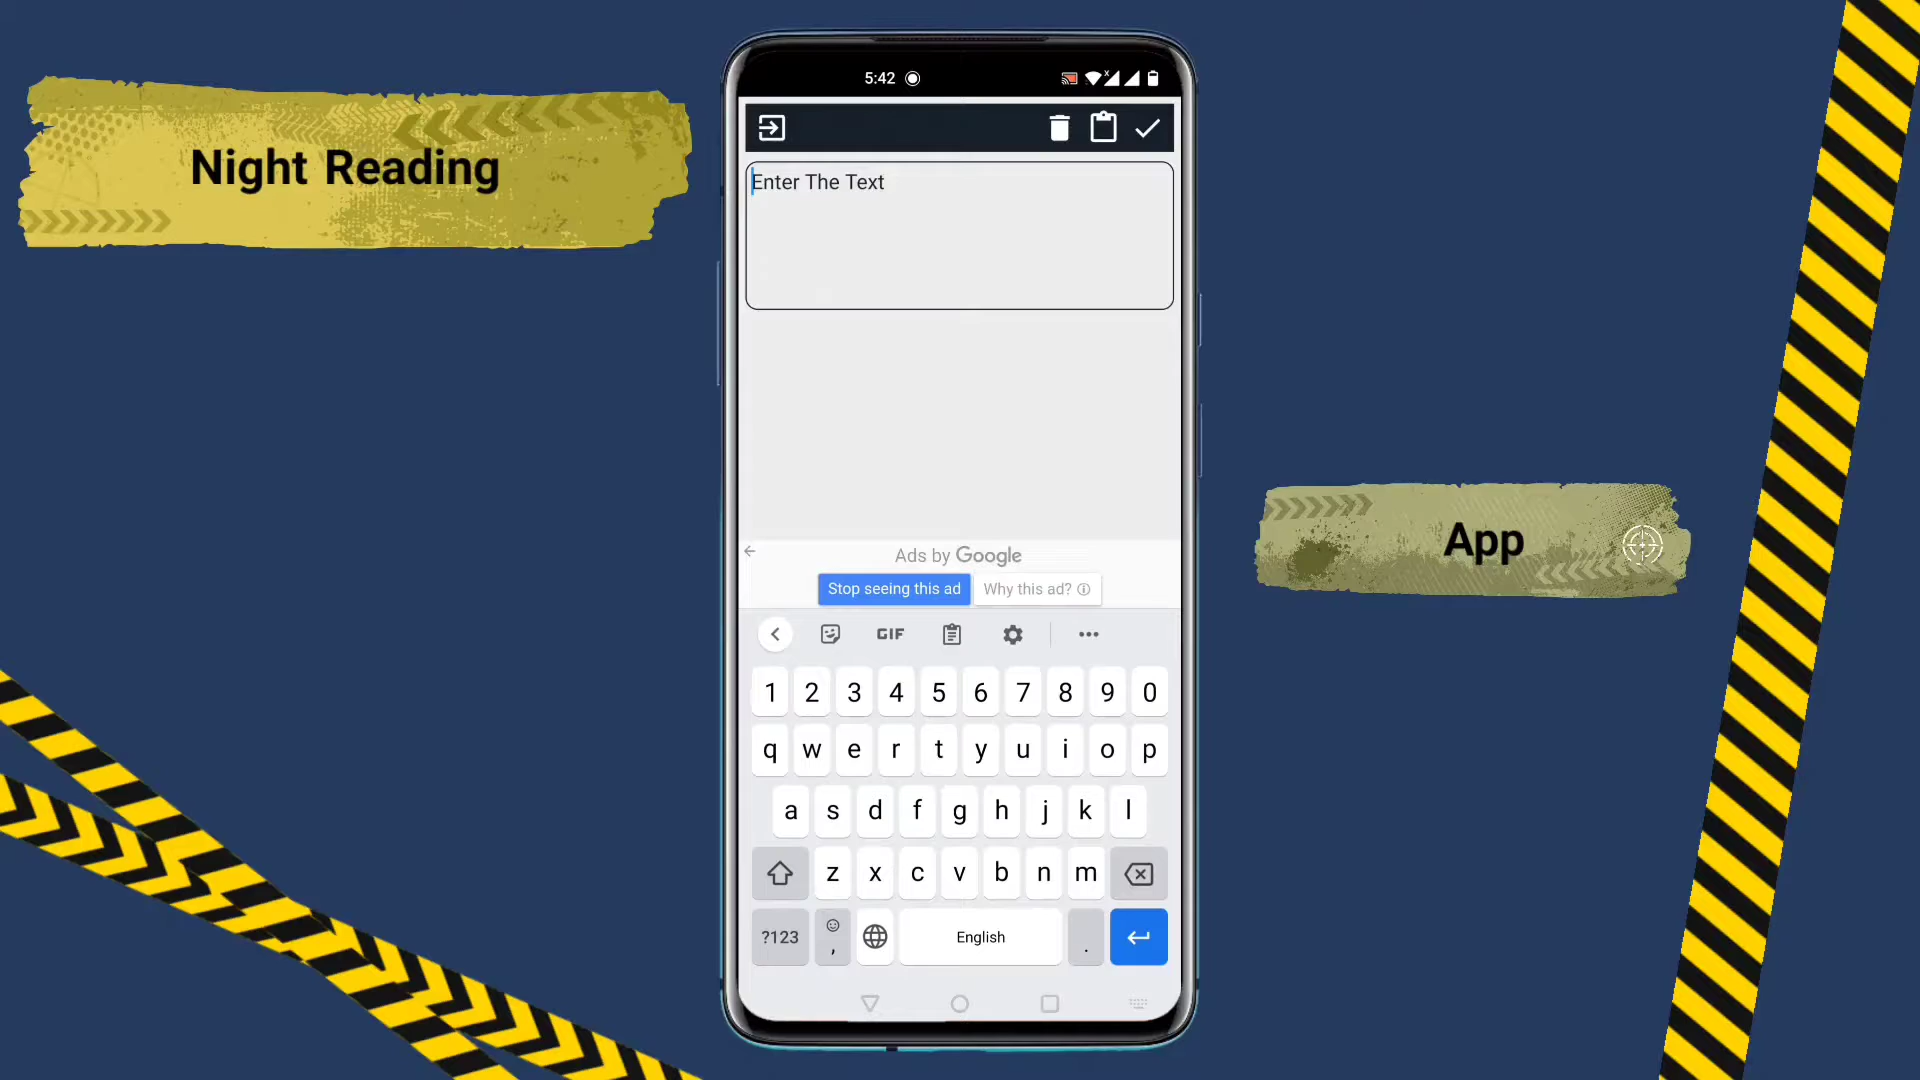 5:42
Night Reading
Enter The Text
App
Ads by Google
Stop seeing this ad
Why this ad?
GIF
1 2 3 4 5 6 7 8 9 0
q w e r t y u i o p
a s d f g h j k l
z x c v b n m
?123 , English .